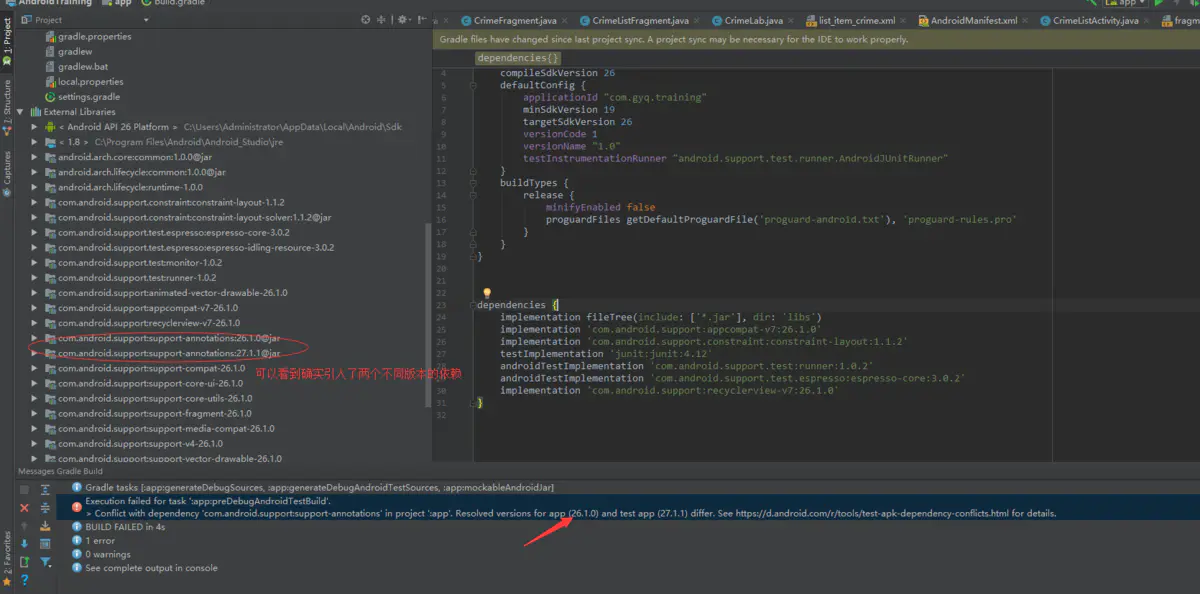 AndroidTraining app build.gradle
Project
CrimeFragment.java CrimeListFragment.java CrimeLab.java list_item_crime.xml AndroidManifest.xml CrimeListActivity.java
Gradle files have changed since last project sync. A project sync may be necessary for the IDE to work properly.
1: Project
Z: Structure
Captures
2: Favorites
gradle.properties
gradlew
gradlew.bat
local.properties
settings.gradle
External Libraries
< Android API 26 Platform > C:\Users\Administrator\AppData\Local\Android\Sdk
< 1.8 > C:\Program Files\Android\Android_Studio\jre
android.arch.core:common:1.0.0@jar
android.arch.lifecycle:common:1.0.0@jar
android.arch.lifecycle:runtime-1.0.0
com.android.support.constraint:constraint-layout-1.1.2
com.android.support.constraint:constraint-layout-solver:1.1.2@jar
com.android.support.test.espresso:espresso-core-3.0.2
com.android.support.test.espresso:espresso-idling-resource-3.0.2
com.android.support.test:monitor-1.0.2
com.android.support.test:runner-1.0.2
com.android.support:animated-vector-drawable-26.1.0
com.android.support:appcompat-v7-26.1.0
com.android.support:recyclerview-v7-26.1.0
com.android.support:support-annotations:26.1.0@jar
com.android.support:support-annotations:27.1.1@jar
com.android.support:support-compat-26.1.0
可以看到确实引入了两个不同版本的依赖
com.android.support:support-core-ui-26.1.0
com.android.support:support-core-utils-26.1.0
com.android.support:support-fragment-26.1.0
com.android.support:support-media-compat-26.1.0
com.android.support:support-v4-26.1.0
com.android.support:support-vector-drawable-26.1.0
dependencies{}
4 compileSdkVersion 26
5 defaultConfig {
6 applicationId "com.gyq.training"
7 minSdkVersion 19
8 targetSdkVersion 26
9 versionCode 1
10 versionName "1.0"
11 testInstrumentationRunner "android.support.test.runner.AndroidJUnitRunner"
12 }
13 buildTypes {
14 release {
15 minifyEnabled false
16 proguardFiles getDefaultProguardFile('proguard-android.txt'), 'proguard-rules.pro'
17 }
18 }
19 }
20
21
22
23 dependencies {
24 implementation fileTree(include: ['*.jar'], dir: 'libs')
25 implementation 'com.android.support:appcompat-v7:26.1.0'
26 implementation 'com.android.support.constraint:constraint-layout:1.1.2'
27 testImplementation 'junit:junit:4.12'
28 androidTestImplementation 'com.android.support.test:runner:1.0.2'
29 androidTestImplementation 'com.android.support.test.espresso:espresso-core:3.0.2'
30 implementation 'com.android.support:recyclerview-v7:26.1.0'
31 }
32
Messages Gradle Build
Gradle tasks [:app:generateDebugSources, :app:generateDebugAndroidTestSources, :app:mockableAndroidJar]
Execution failed for task ':app:preDebugAndroidTestBuild'.
> Conflict with dependency 'com.android.support:support-annotations' in project ':app'. Resolved versions for app (26.1.0) and test app (27.1.1) differ. See https://d.android.com/r/tools/test-apk-dependency-conflicts.html for details.
BUILD FAILED in 4s
1 error
0 warnings
See complete output in console